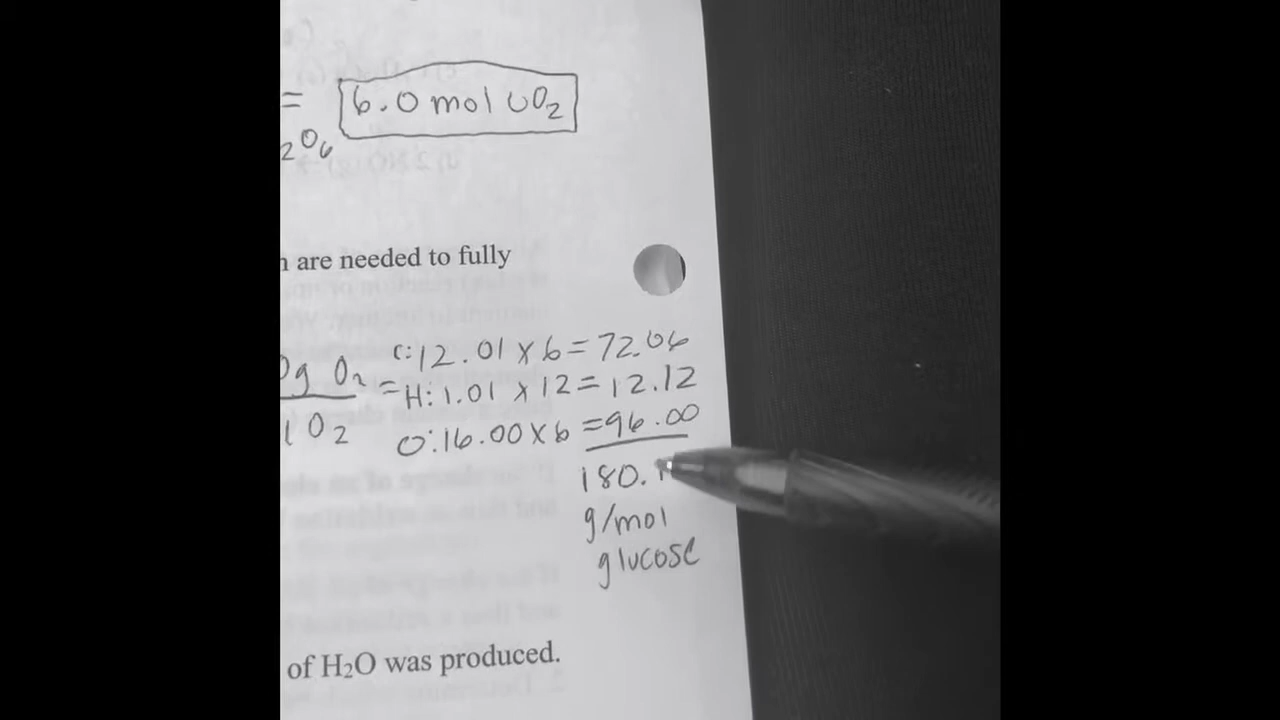 = 6.0 mol CO2
2O6
are needed to fully
g O2 = C: 12.01 x 6 = 72.06
H: 1.01 x 12 = 12.12
O2 O: 16.00 x 6 = 96.00
180.
g/mol
glucose
of H2O was produced.